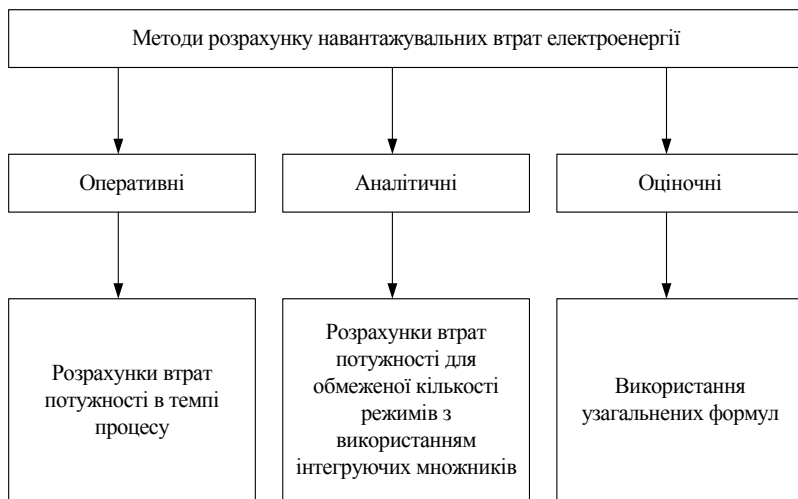 Методи розрахунку навантажувальних втрат електроенергії
Оперативні
Аналітичні
Оціночні
Розрахунки втрат
потужності в темпі
процесу
Розрахунки втрат
потужності для
обмеженої кількості
режимів з
використанням
інтегруючих множників
Використання
узагальнених формул